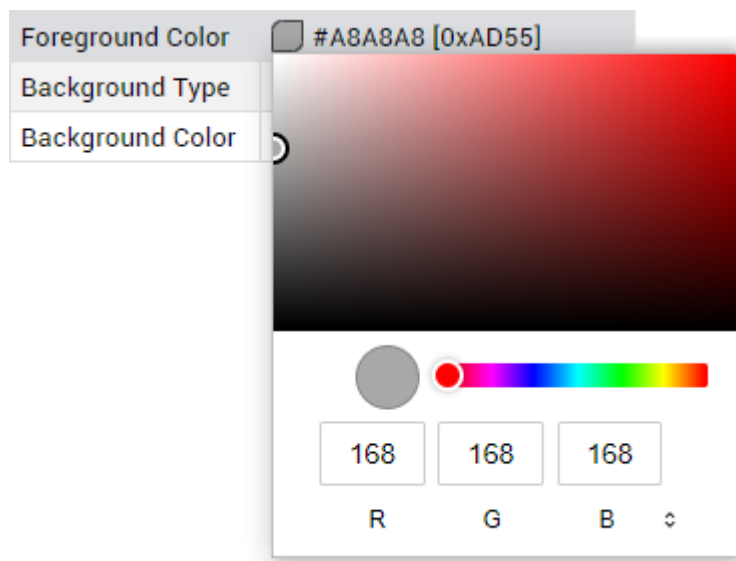 Foreground Color #A8A8A8 [0xAD55]
Background Type
Background Color
168 168 168
R G B